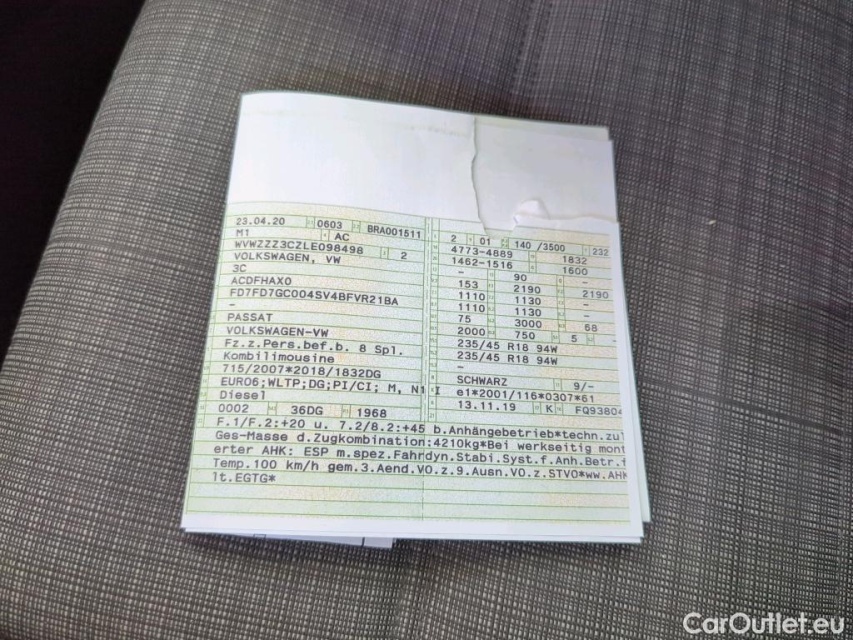 23.04.20 0603 BRA001511
M1 AC
WVWZZZ3CZLE098498 2
VOLKSWAGEN, VW
3C
ACDFHAX0
FD7FD7GC004SV4BFVR21BA
-
PASSAT
VOLKSWAGEN-VW
Fz.z.Pers.bef.b. 8 Spl.
Kombilimousine
715/2007*2018/1832DG
EURO6;WLTP;DG;PI/CI; M, N1 I
Diesel
0002 36DG 1968
2 01 140 /3500 232
4773-4889 1832
1462-1516 1600
- 90 -
153 2190 2190
1110 1130 -
1110 1130 -
75 3000 68
2000 750 5 -
235/45 R18 94W
235/45 R18 94W
-
SCHWARZ 9/-
e1*2001/116*0307*61
13.11.19 K FQ93804
F.1/F.2:+20 u. 7.2/8.2:+45 b.Anhängebetrieb*techn.zul
Ges-Masse d.Zugkombination:4210kg*Bei werkseitig mont
erter AHK: ESP m.spez.Fahrdyn.Stabi.Syst.f.Anh.Betr.f
Temp.100 km/h gem.3.Aend.VO.z.9.Ausn.VO.z.STVO*ww.AHK
lt.EGTG*
CarOutlet.eu